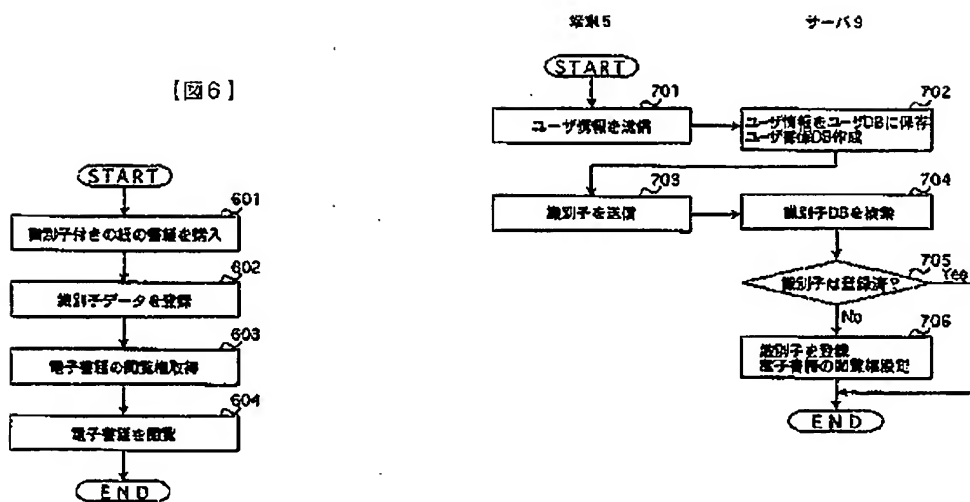 【図6】
START
601
識別子付きの紙の書籍を購入
602
識別子データを登録
603
電子書籍の閲覧権取得
604
電子書籍を閲覧
END
端末5
サーバ9
START
701
ユーザ情報を送信
702
ユーザ情報をユーザDBに保存
ユーザ書信DB作成
703
識別子を送信
704
識別子DBを検索
705
識別子は登録済?
Yes
No
706
識別子を登録
電子書籍の閲覧権設定
END